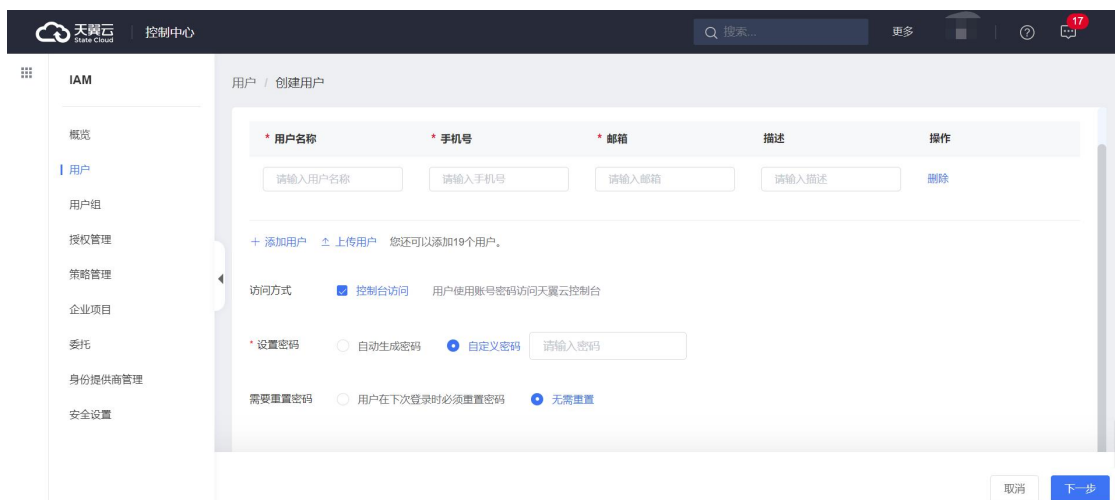 天翼云 控制中心 搜索... 更多 17
State Cloud
IAM
用户 / 创建用户
概览
用户
用户组
授权管理
策略管理
企业项目
委托
身份提供商管理
安全设置
* 用户名称 * 手机号 * 邮箱 描述 操作
请输入用户名称 请输入手机号 请输入邮箱 请输入描述 删除
+ 添加用户 上传用户 您还可以添加19个用户。
访问方式 控制台访问 用户使用账号密码访问天翼云控制台
* 设置密码 自动生成密码 自定义密码 请输入密码
需要重置密码 用户在下次登录时必须重置密码 无需重置
取消 下一步